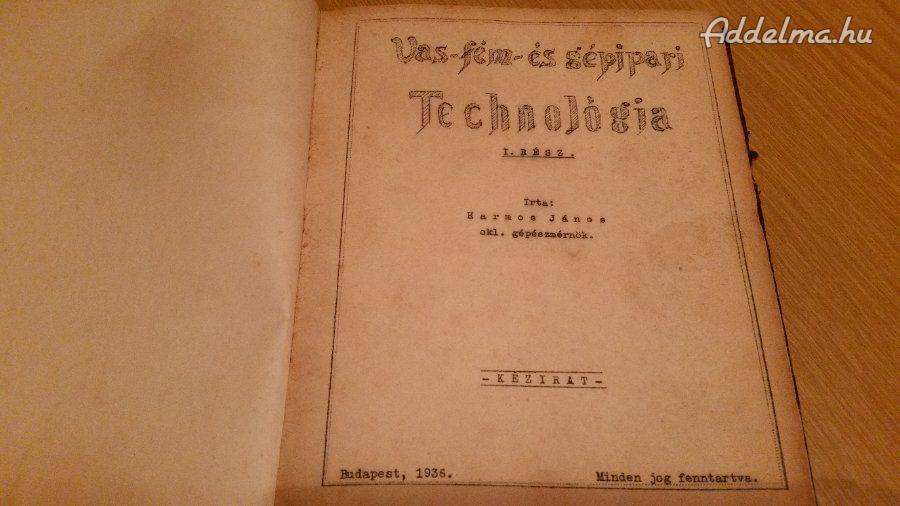 Addelma.hu
Vas-fém-és gépipari
Technológia
I. RÉSZ.
Irta:
Harmos János
okl. gépészmérnök.
- KÉZIRAT -
Budapest, 1936.
Minden jog fenntartva.